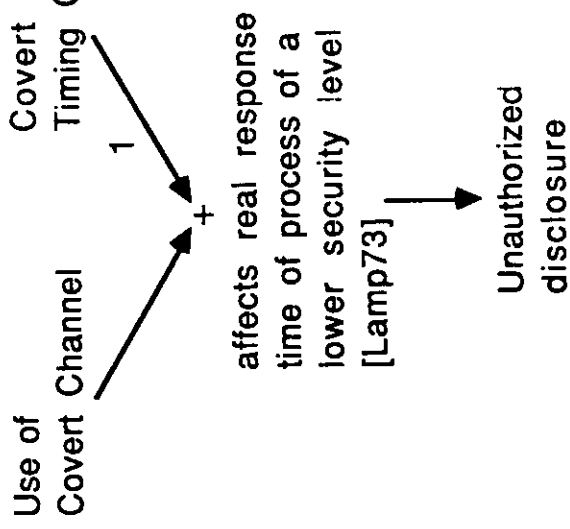 Use of
Covert Channel
Covert
Timing
1
+
affects real response
time of process of a
lower security level
[Lamp73]
Unauthorized
disclosure